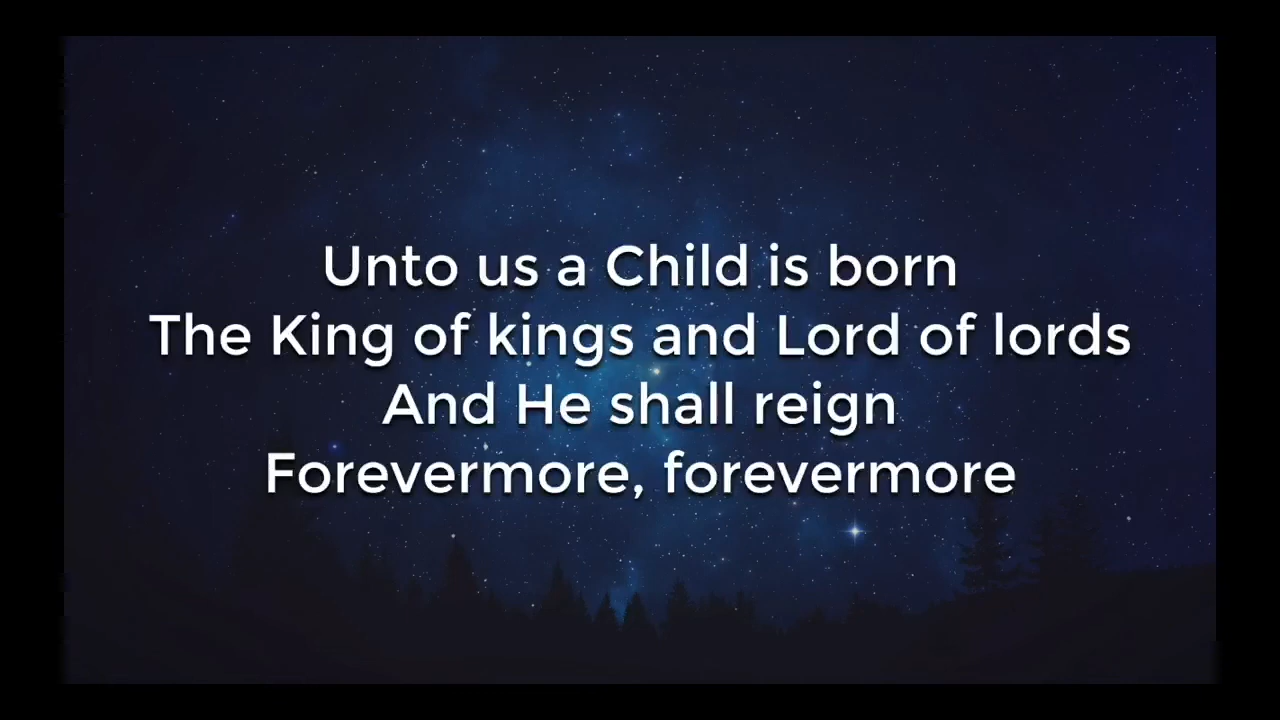 Unto us a Child is born
The King of kings and Lord of lords
And He shall reign
Forevermore, forevermore